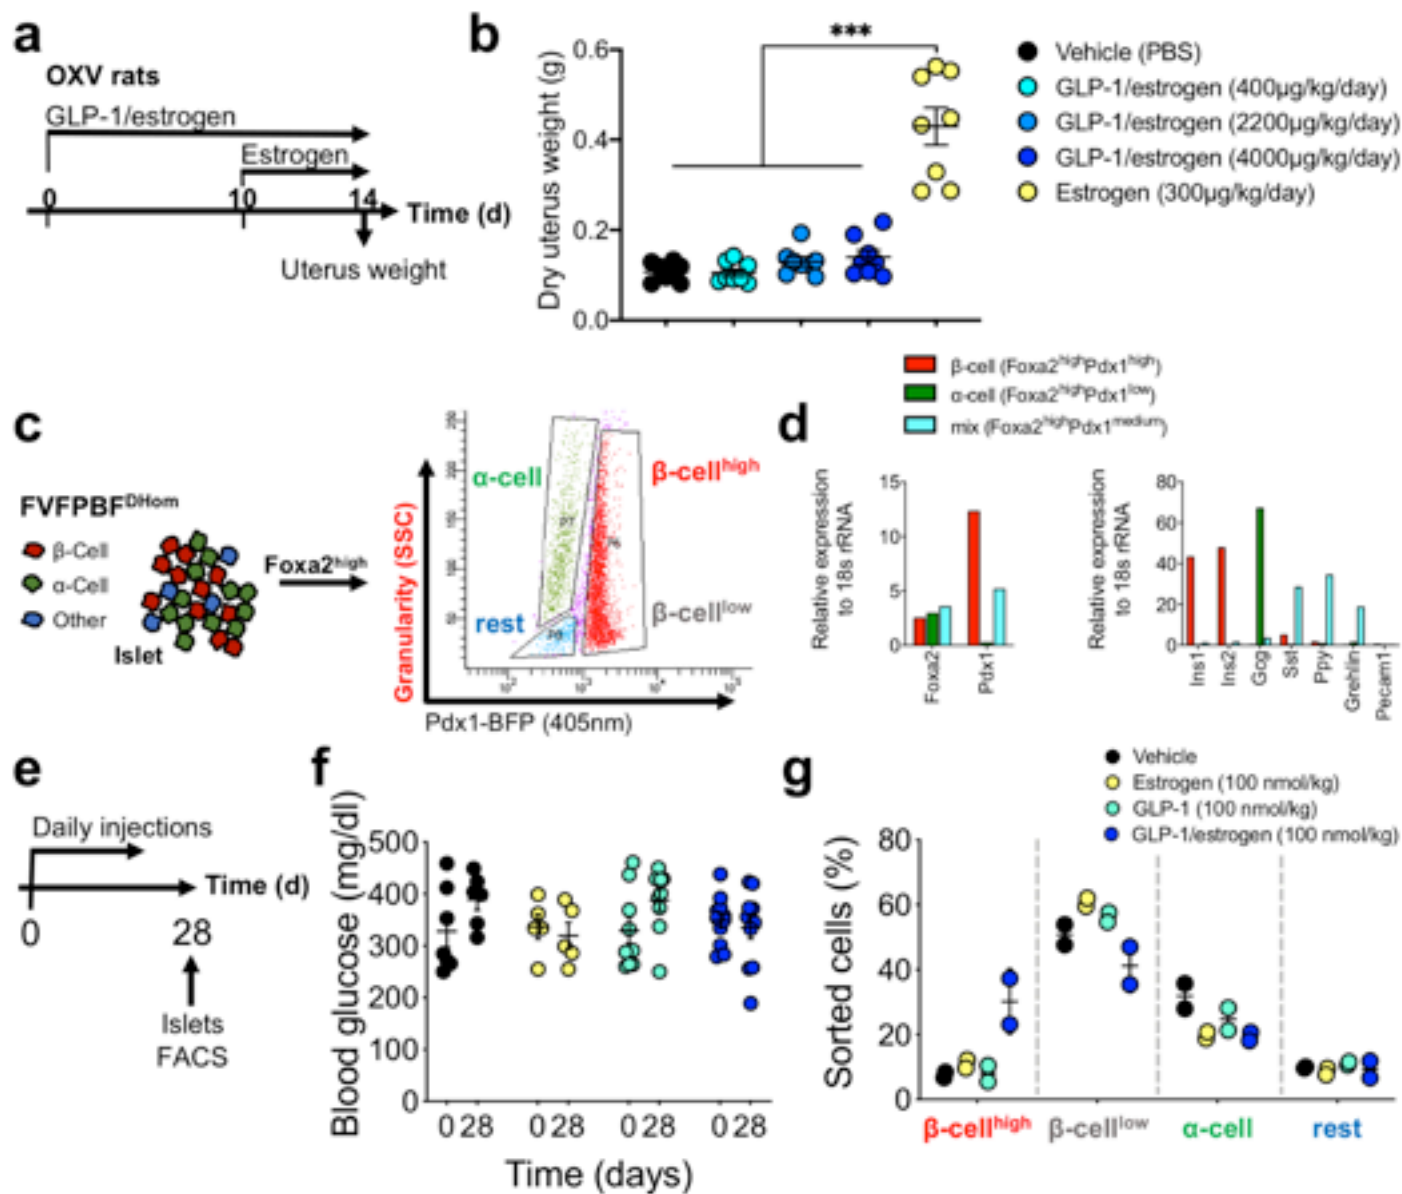 a
OXV rats
GLP-1/estrogen
Estrogen
0 10 14 Time (d)
Uterus weight
b
***
Dry uterus weight (g)
0.6
0.4
0.2
0.0
Vehicle (PBS)
GLP-1/estrogen (400µg/kg/day)
GLP-1/estrogen (2200µg/kg/day)
GLP-1/estrogen (4000µg/kg/day)
Estrogen (300µg/kg/day)
c
FVFPBF^DHom
β-Cell
α-Cell
Other
Islet
Foxa2^high
Granularity (SSC)
α-cell
β-cell^high
rest
β-cell^low
P7
10² 10³ 10⁴ 10⁵
Pdx1-BFP (405nm)
β-cell (Foxa2^highPdx1^high)
α-cell (Foxa2^highPdx1^low)
mix (Foxa2^highPdx1^medium)
d
Relative expression
to 18s rRNA
15
10
5
0
Foxa2
Pdx1
Relative expression
to 18s rRNA
80
60
40
20
0
Ins1
Ins2
Gcg
Sst
Ppy
Grehlin
Pecam1
e
Daily injections
Time (d)
0 28
Islets
FACS
f
Blood glucose (mg/dl)
500
400
300
200
100
0
0 28 0 28 0 28 0 28
Time (days)
g
Vehicle
Estrogen (100 nmol/kg)
GLP-1 (100 nmol/kg)
GLP-1/estrogen (100 nmol/kg)
Sorted cells (%)
80
60
40
20
0
β-cell^high β-cell^low α-cell rest